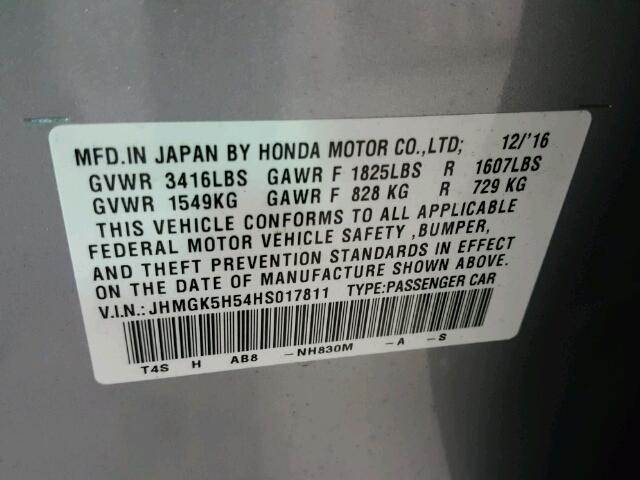 MFD.IN JAPAN BY HONDA MOTOR CO.,LTD; 12/'16
GVWR 3416LBS GAWR F 1825LBS R 1607LBS
GVWR 1549KG GAWR F 828 KG R 729 KG
THIS VEHICLE CONFORMS TO ALL APPLICABLE
FEDERAL MOTOR VEHICLE SAFETY ,BUMPER,
AND THEFT PREVENTION STANDARDS IN EFFECT
ON THE DATE OF MANUFACTURE SHOWN ABOVE.
V.I.N.: JHMGK5H54HS017811 TYPE:PASSENGER CAR
T4S H AB8 -NH830M -A -S